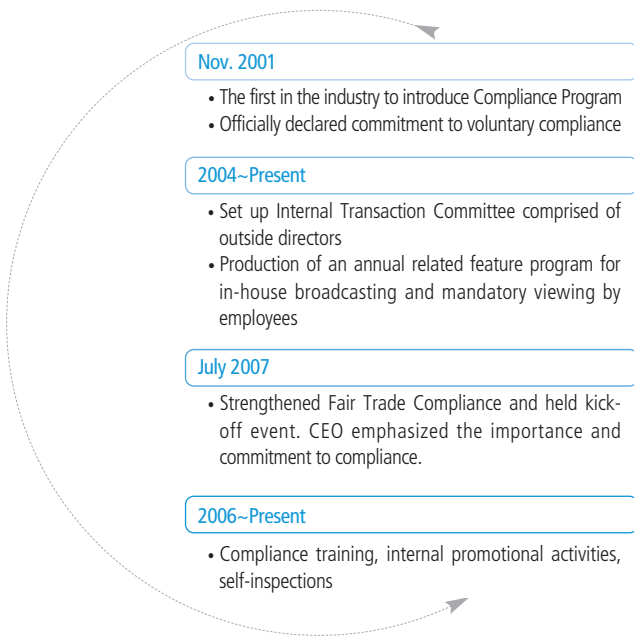 Nov. 2001
• The first in the industry to introduce Compliance Program
• Officially declared commitment to voluntary compliance
2004~Present
• Set up Internal Transaction Committee comprised of
outside directors
• Production of an annual related feature program for
in-house broadcasting and mandatory viewing by
employees
July 2007
• Strengthened Fair Trade Compliance and held kick-
off event. CEO emphasized the importance and
commitment to compliance.
2006~Present
• Compliance training, internal promotional activities,
self-inspections